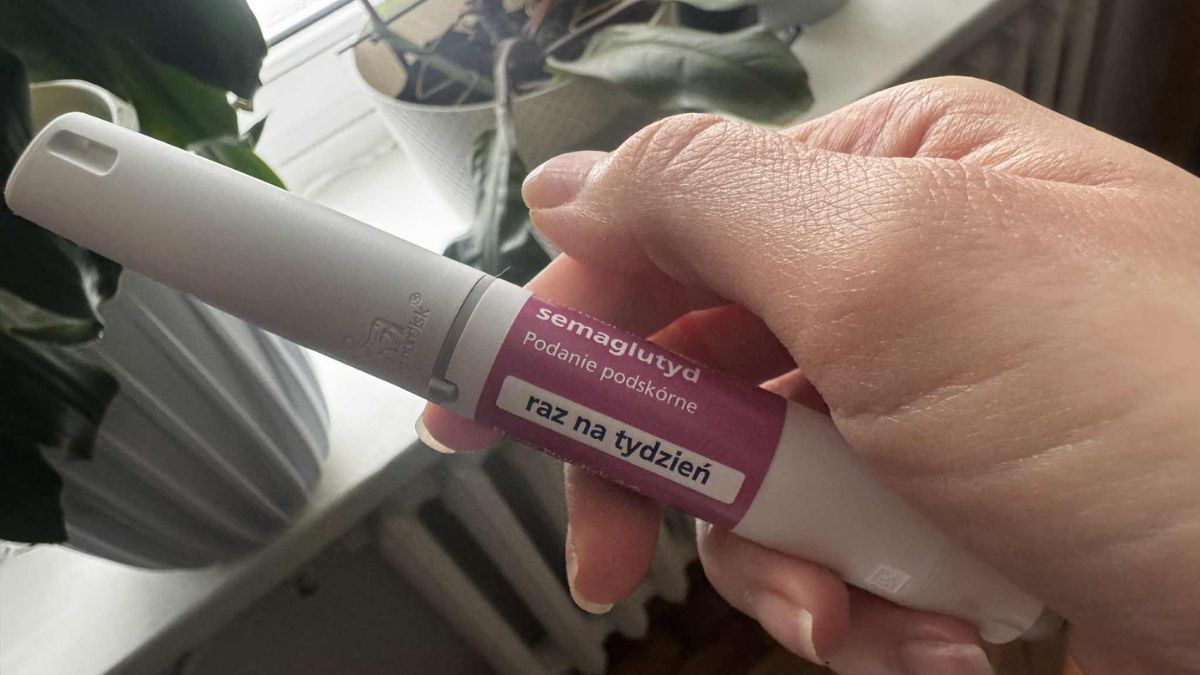 semaglutyd
Podanie podskórne
raz na tydzień